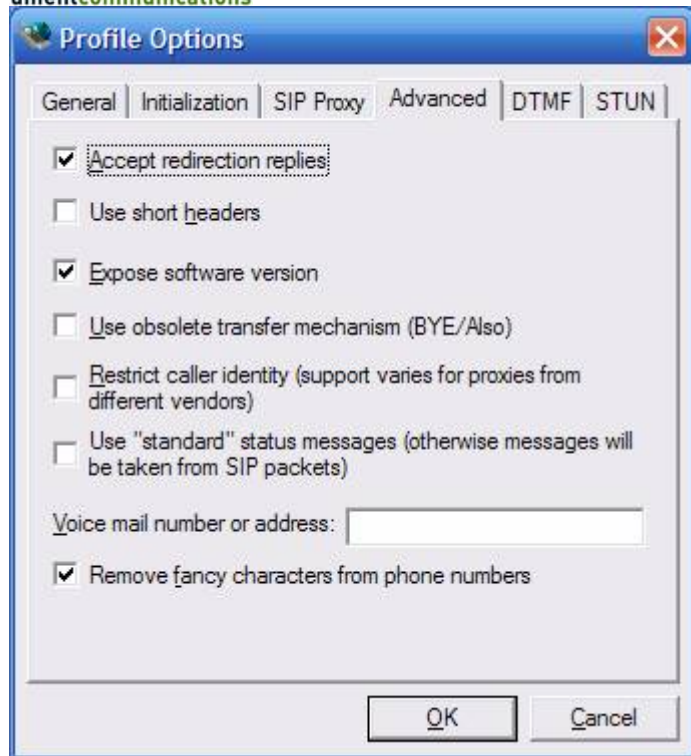 Profile Options
General
Initialization
SIP Proxy
Advanced
DTMF
STUN
Accept redirection replies
Use short headers
Expose software version
Use obsolete transfer mechanism (BYE/Also)
Restrict caller identity (support varies for proxies from
different vendors)
Use "standard" status messages (otherwise messages will
be taken from SIP packets)
Voice mail number or address:
Remove fancy characters from phone numbers
OK
Cancel